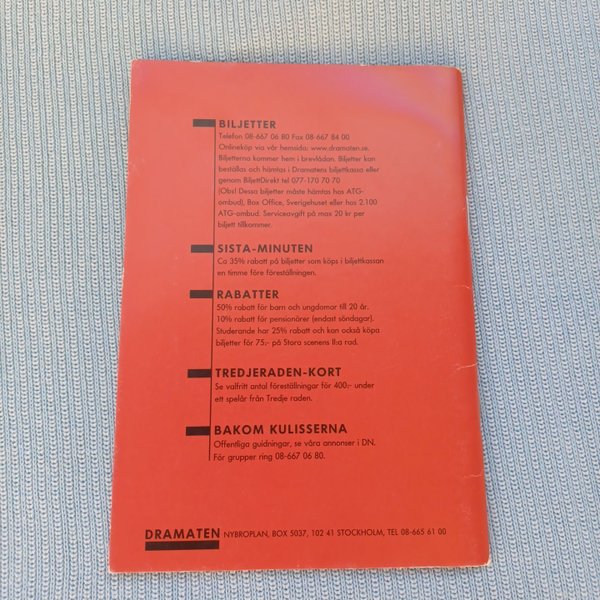 BILJETTER
Telefon 08-667 06 80 Fax 08-667 84 00
Onlineköp via vår hemsida: www.dramaten.se.
Biljetterna kommer hem i brevlådan. Biljetter kan
beställas och hämtas i Dramatens biljettkassa eller
genom BiljettDirekt tel 077-170 70 70
(Obs! Dessa biljetter måste hämtas hos ATG-
ombud), Box Office, Sverigehuset eller hos 2.100
ATG-ombud. Serviceavgift på max 20 kr per
biljett tillkommer.
SISTA-MINUTEN
Ca 35% rabatt på biljetter som köps i biljettkassan
en timme före föreställningen.
RABATTER
50% rabatt för barn och ungdomar till 20 år.
10% rabatt för pensionärer (endast söndagar).
Studerande har 25% rabatt och kan också köpa
biljetter för 75:- på Stora scenens II:a rad.
TREDJERADEN-KORT
Se valfritt antal föreställningar för 400:- under
ett spelår från Tredje raden.
BAKOM KULISSERNA
Offentliga guidningar, se våra annonser i DN.
För grupper ring 08-667 06 80.
DRAMATEN NYBROPLAN, BOX 5037, 102 41 STOCKHOLM, TEL 08-665 61 00